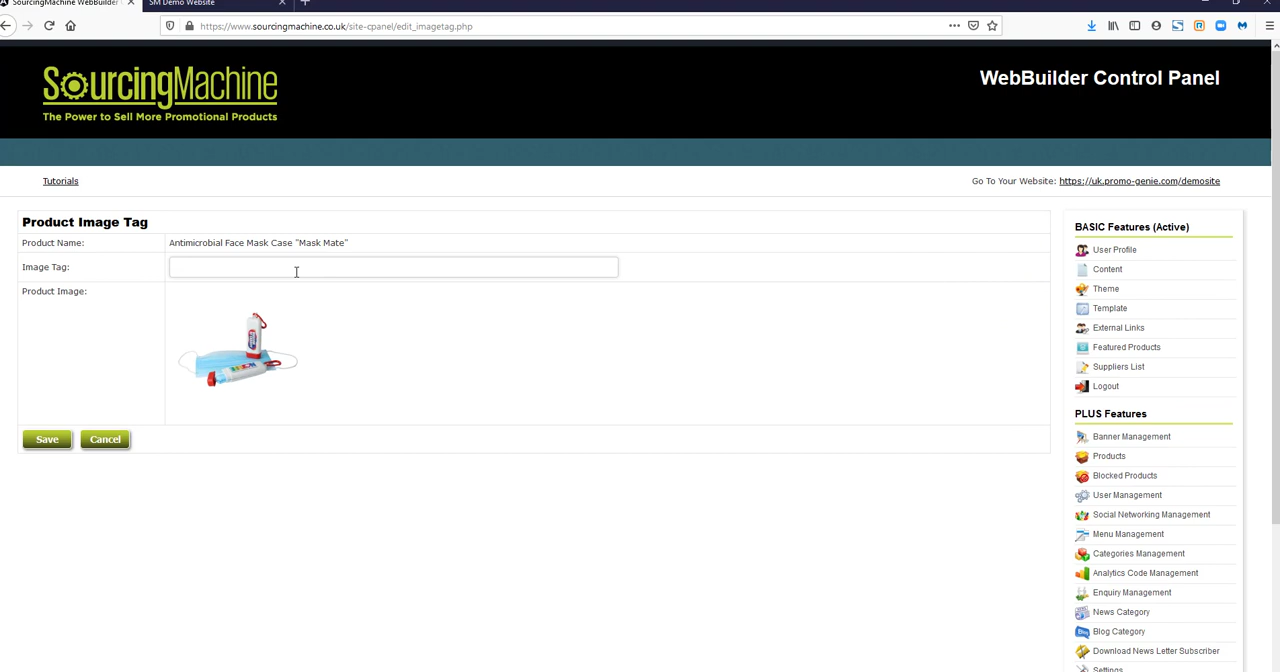 SourcingMachine WebBuilder
SM Demo Website
https://www.sourcingmachine.co.uk/site-cpanel/edit_imagetag.php
SourcingMachine
The Power to Sell More Promotional Products
WebBuilder Control Panel
Tutorials
Go To Your Website: https://uk.promo-genie.com/demosite
Product Image Tag
Product Name: Antimicrobial Face Mask Case "Mask Mate"
Image Tag:
Product Image:
Save
Cancel
BASIC Features (Active)
User Profile
Content
Theme
Template
External Links
Featured Products
Suppliers List
Logout
PLUS Features
Banner Management
Products
Blocked Products
User Management
Social Networking Management
Menu Management
Categories Management
Analytics Code Management
Enquiry Management
News Category
Blog Category
Download News Letter Subscriber
Settings